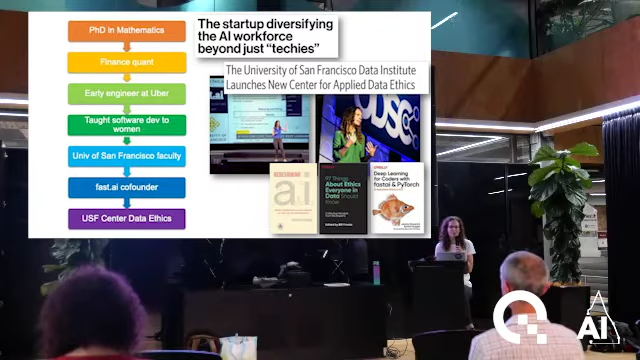 PhD in Mathematics
Finance quant
Early engineer at Uber
Taught software dev to
women
Univ of San Francisco faculty
fast.ai cofounder
USF Center Data Ethics
The startup diversifying
the AI workforce
beyond just “techies”
The University of San Francisco Data Institute
Launches New Center for Applied Data Ethics
ai
97 Things
About Ethics
Everyone in
Data Should
Know
O'REILLY
Deep Learning
for Coders with
fastai & PyTorch
AI